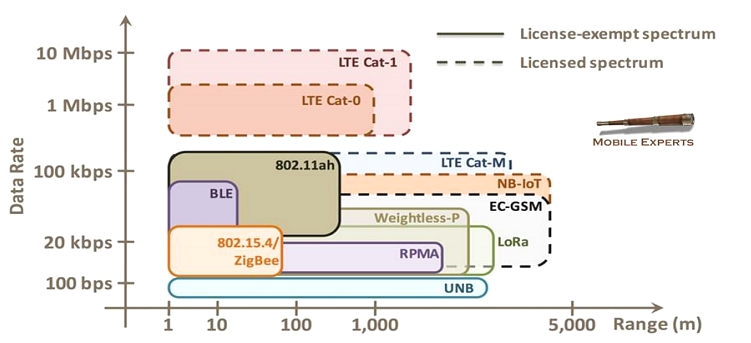 License-exempt spectrum
Licensed spectrum
MOBILE EXPERTS
Data Rate
10 Mbps
1 Mbps
100 kbps
20 kbps
100 bps
LTE Cat-1
LTE Cat-0
802.11ah
LTE Cat-M
NB-IoT
BLE
EC-GSM
Weightless-P
802.15.4/
ZigBee
LoRa
RPMA
UNB
1
10
100
1,000
5,000
Range (m)